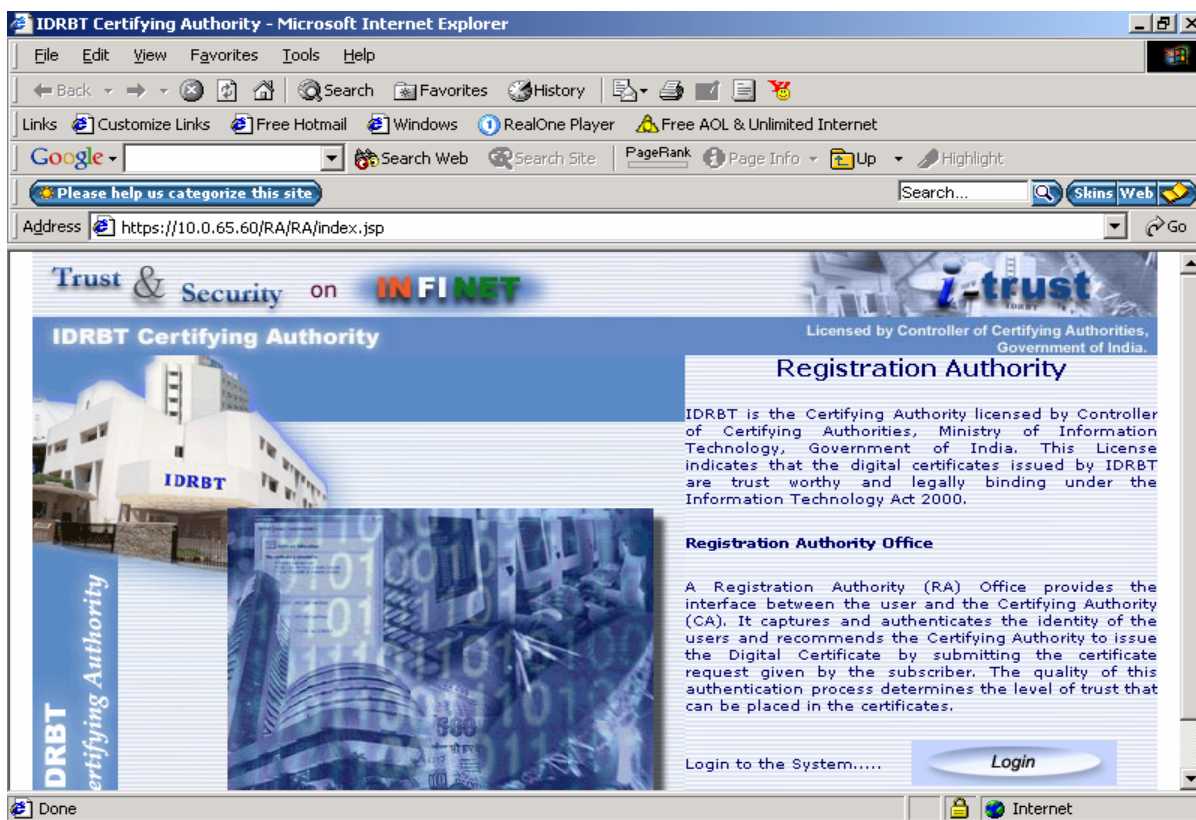 IDRBT Certifying Authority - Microsoft Internet Explorer
File Edit View Favorites Tools Help
Back Search Favorites History
Links Customize Links Free Hotmail Windows RealOne Player Free AOL & Unlimited Internet
Google Search Web Search Site PageRank Page Info Up Highlight
Please help us categorize this site Search... Skins Web
Address https://10.0.65.60/RA/RA/index.jsp Go
Trust & Security on INFINET
i-trust
IDRBT
IDRBT Certifying Authority
Licensed by Controller of Certifying Authorities,
Government of India.
IDRBT
Registration Authority
IDRBT is the Certifying Authority licensed by Controller
of Certifying Authorities, Ministry of Information
Technology, Government of India. This License
indicates that the digital certificates issued by IDRBT
are trust worthy and legally binding under the
Information Technology Act 2000.
Registration Authority Office
A Registration Authority (RA) Office provides the
interface between the user and the Certifying Authority
(CA). It captures and authenticates the identity of the
users and recommends the Certifying Authority to issue
the Digital Certificate by submitting the certificate
request given by the subscriber. The quality of this
authentication process determines the level of trust that
can be placed in the certificates.
Login to the System..... Login
DRBT
ertifying Authority
Done Internet